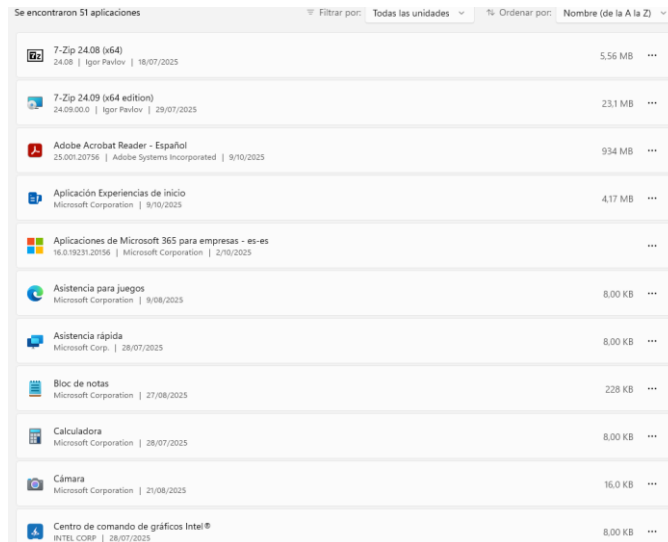 Se encontraron 51 aplicaciones
Filtrar por: Todas las unidades
Ordenar por: Nombre (de la A la Z)
7-Zip 24.08 (x64)
24.08 | Igor Pavlov | 18/07/2025
5,56 MB
7-Zip 24.09 (x64 edition)
24.09.00.0 | Igor Pavlov | 29/07/2025
23,1 MB
Adobe Acrobat Reader - Español
25.001.20756 | Adobe Systems Incorporated | 9/10/2025
934 MB
Aplicación Experiencias de inicio
Microsoft Corporation | 9/10/2025
4,17 MB
Aplicaciones de Microsoft 365 para empresas - es-es
16.0.19231.20156 | Microsoft Corporation | 2/10/2025
Asistencia para juegos
Microsoft Corporation | 9/08/2025
8,00 KB
Asistencia rápida
Microsoft Corp. | 28/07/2025
8,00 KB
Bloc de notas
Microsoft Corporation | 27/08/2025
228 KB
Calculadora
Microsoft Corporation | 28/07/2025
8,00 KB
Cámara
Microsoft Corporation | 21/08/2025
16,0 KB
Centro de comando de gráficos Intel®
INTEL CORP | 28/07/2025
8,00 KB